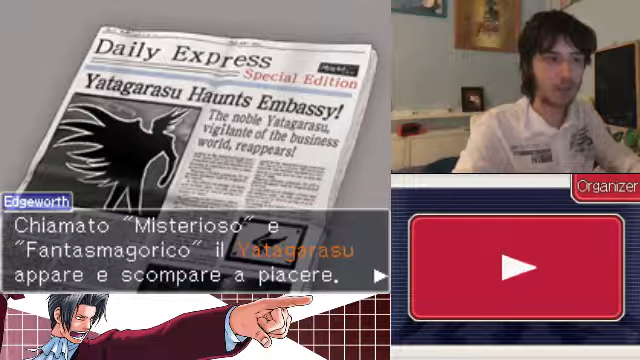 Daily Express
Special Edition
Yatagarasu Haunts Embassy!
The noble Yatagarasu,
vigilante of the business
world, reappears!
Edgeworth
Chiamato "Misterioso" e
"Fantasmagorico" il Yatagarasu
appare e scompare a piacere.
Organizer